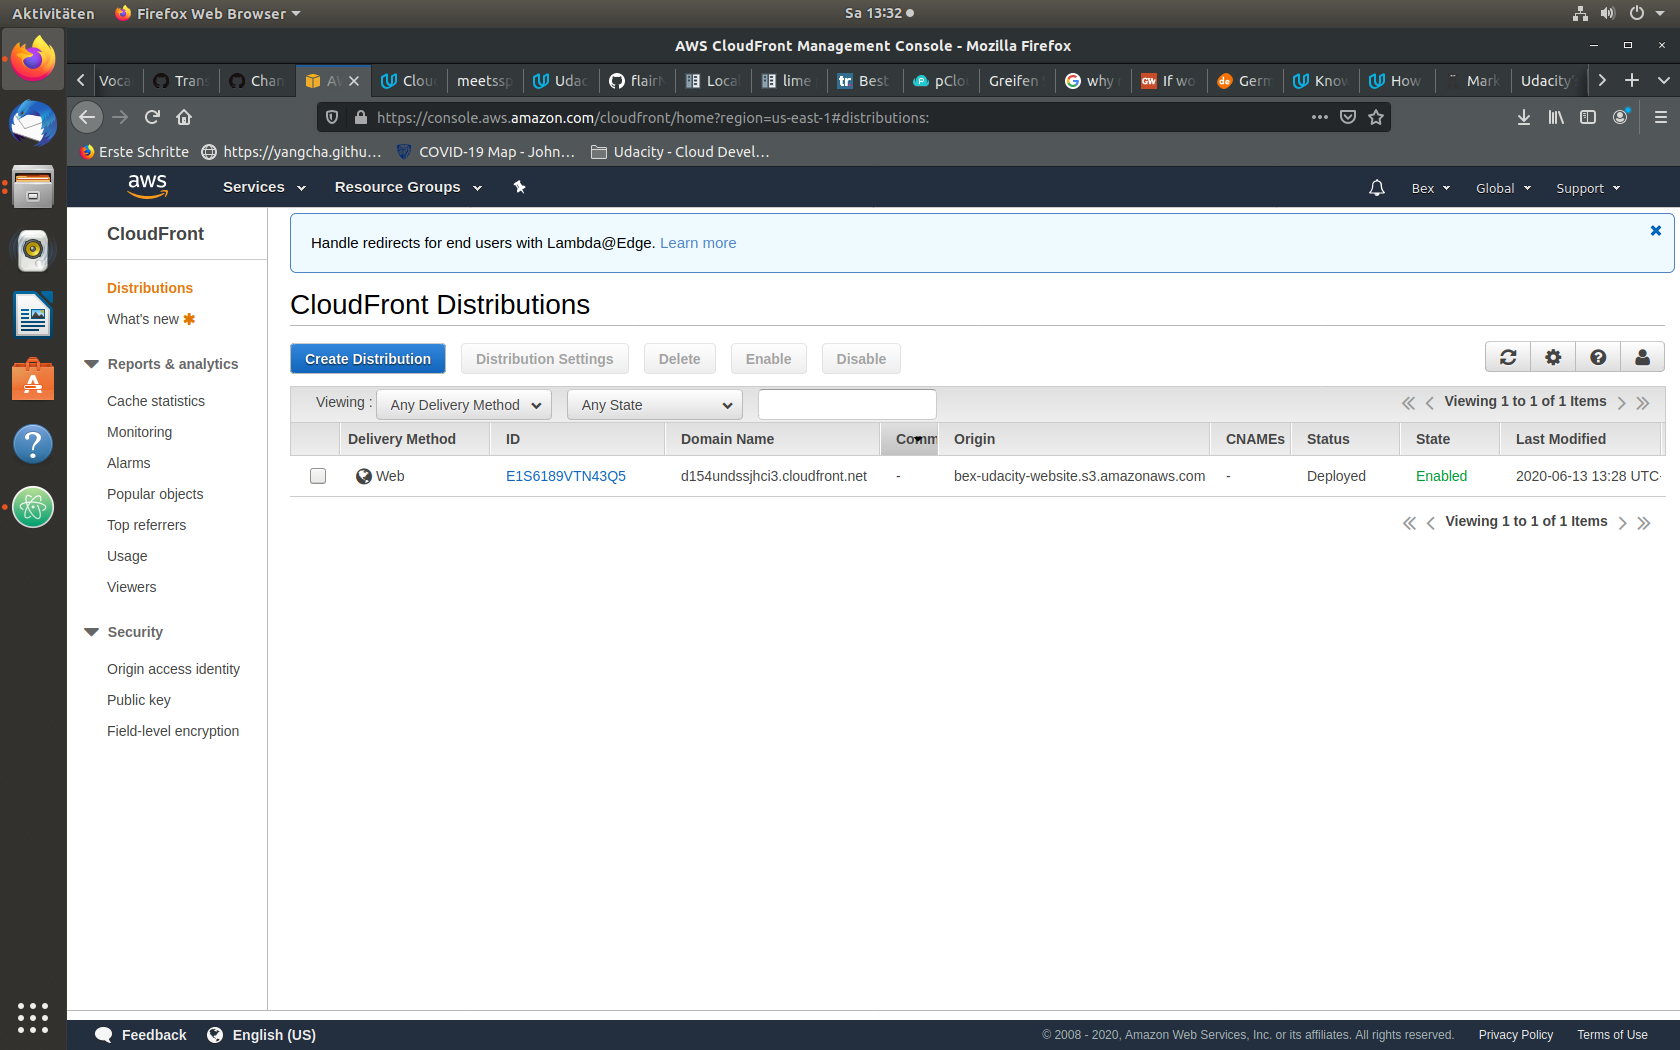 Aktivitäten Firefox Web Browser Sa 13:32
AWS CloudFront Management Console - Mozilla Firefox
Voca Trans Chan AW Clou meetssp Udac flairN Loca lime Best pClo Greifen why If wo Germ Know How Mark Udacity
https://console.aws.amazon.com/cloudfront/home?region=us-east-1#distributions:
Erste Schritte https://yangcha.githu… COVID-19 Map - John… Udacity - Cloud Devel…
aws Services Resource Groups Bex Global Support
CloudFront
Distributions
What's new
Reports & analytics
Cache statistics
Monitoring
Alarms
Popular objects
Top referrers
Usage
Viewers
Security
Origin access identity
Public key
Field-level encryption
Handle redirects for end users with Lambda@Edge. Learn more
CloudFront Distributions
Create Distribution Distribution Settings Delete Enable Disable
Viewing : Any Delivery Method Any State Viewing 1 to 1 of 1 Items
Delivery Method ID Domain Name Comm Origin CNAMEs Status State Last Modified
Web E1S6189VTN43Q5 d154undssjhci3.cloudfront.net - bex-udacity-website.s3.amazonaws.com - Deployed Enabled 2020-06-13 13:28 UTC-
Viewing 1 to 1 of 1 Items
Feedback English (US) © 2008 - 2020, Amazon Web Services, Inc. or its affiliates. All rights reserved. Privacy Policy Terms of Use